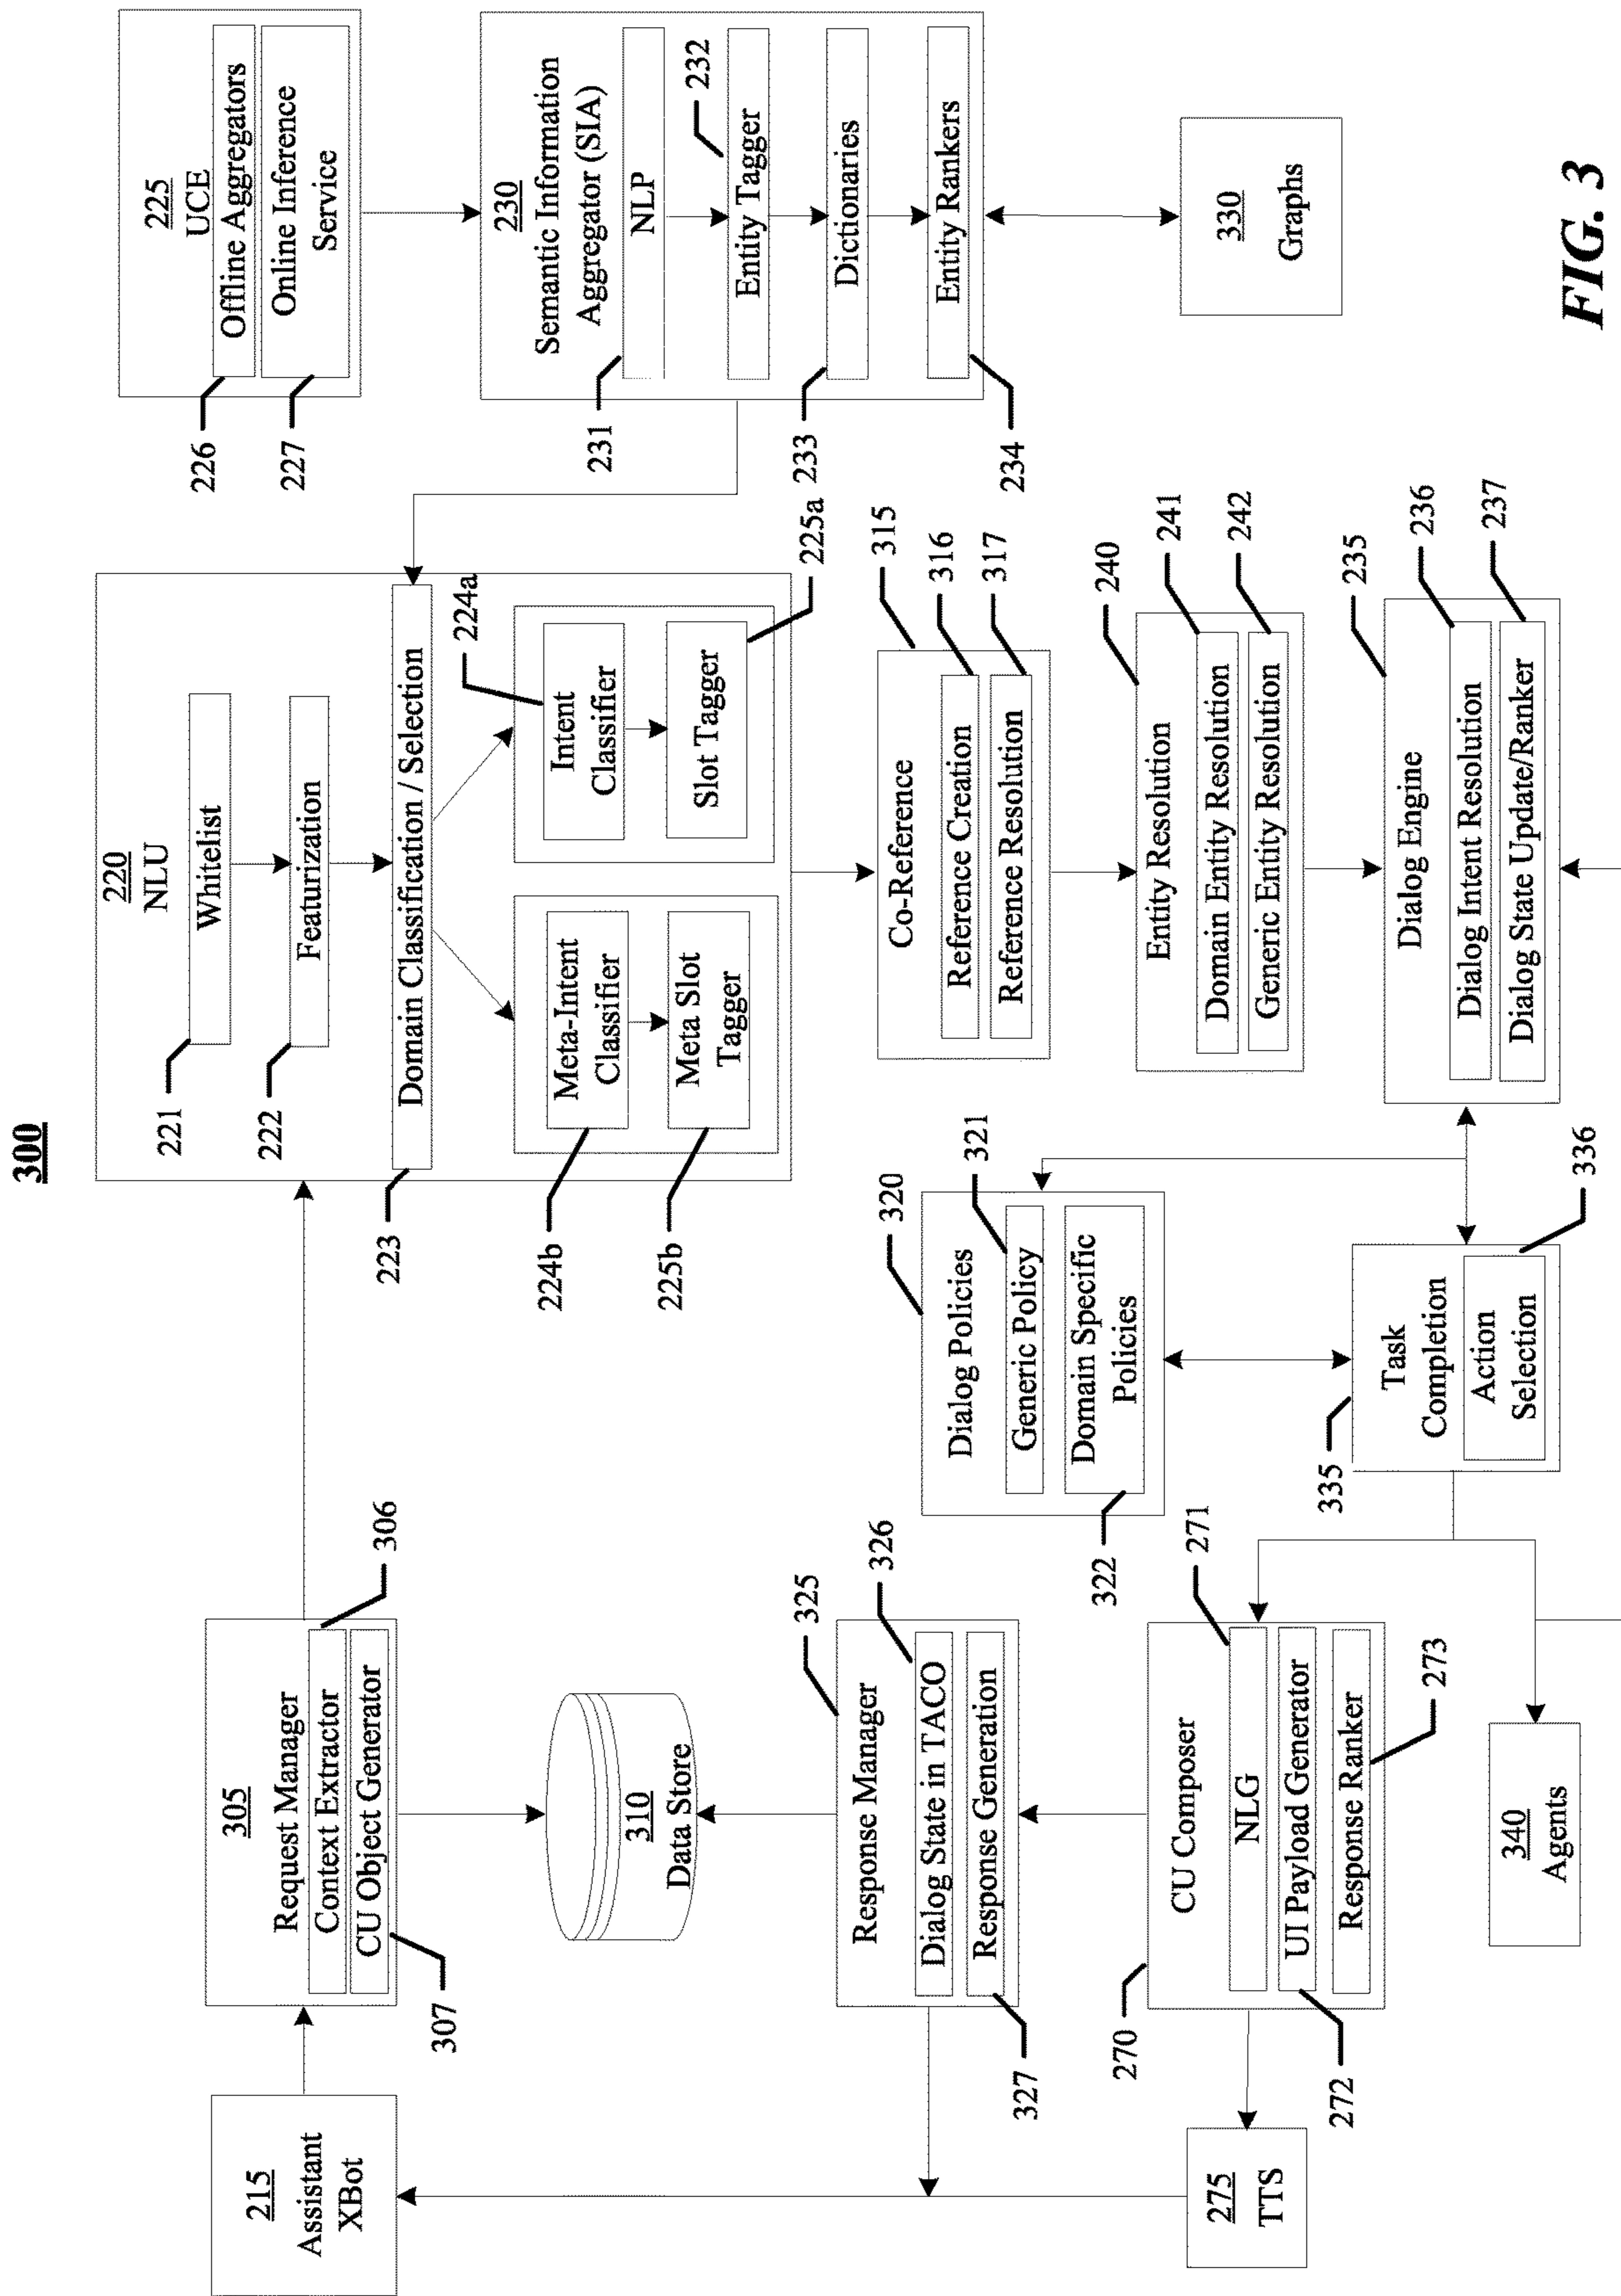 300
215
Assistant
XBot
305
Request Manager
Context Extractor
CU Object Generator
306
307
310
Data Store
220
NLU
Whitelist
221
Featurization
222
Domain Classification / Selection
223
Meta-Intent
Classifier
224b
Meta Slot
Tagger
225b
Intent
Classifier
224a
Slot Tagger
225a
225
UCE
Offline Aggregators
226
Online Inference
Service
227
230
Semantic Information
Aggregator (SIA)
NLP
231
Entity Tagger
232
Dictionaries
233
Entity Rankers
234
330
Graphs
Co-Reference
315
Reference Creation
316
Reference Resolution
317
Entity Resolution
240
Domain Entity Resolution
241
Generic Entity Resolution
242
Dialog Engine
235
Dialog Intent Resolution
236
Dialog State Update/Ranker
237
Dialog Policies
320
Generic Policy
321
Domain Specific
Policies
322
Task
Completion
335
Action
Selection
336
Response Manager
325
Dialog State in TACO
326
Response Generation
327
CU Composer
270
NLG
271
UI Payload Generator
272
Response Ranker
273
275
TTS
340
Agents
FIG. 3